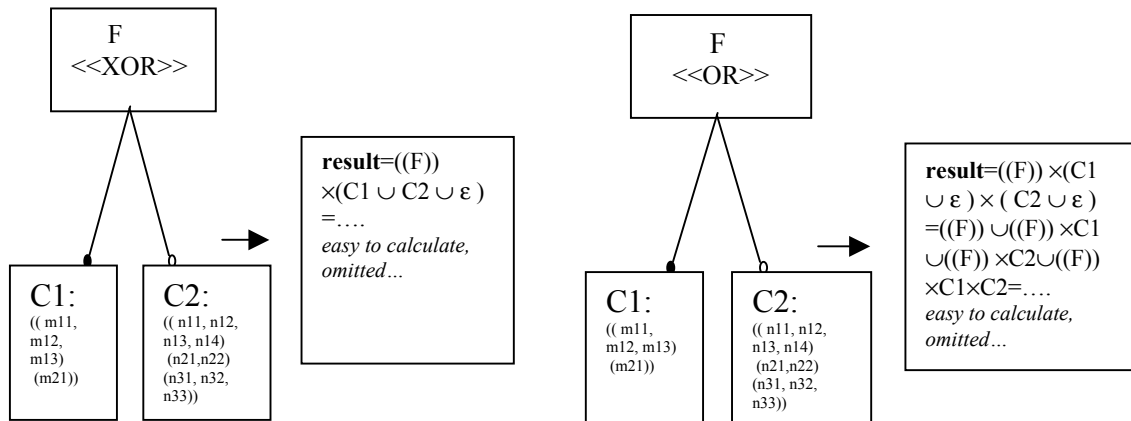 F
<<XOR>>
result=((F))
×(C1 ∪ C2 ∪ ε )
=….
easy to calculate,
omitted…
C1:
(( m11,
m12,
m13)
(m21))
C2:
(( n11, n12,
n13, n14)
(n21,n22)
(n31, n32,
n33))
F
<<OR>>
result=((F)) ×(C1
∪ ε ) × ( C2 ∪ ε )
=((F)) ∪((F)) ×C1
∪((F)) ×C2∪((F))
×C1×C2=….
easy to calculate,
omitted…
C1:
(( m11,
m12, m13)
(m21))
C2:
(( n11, n12,
n13, n14)
(n21,n22)
(n31, n32,
n33))